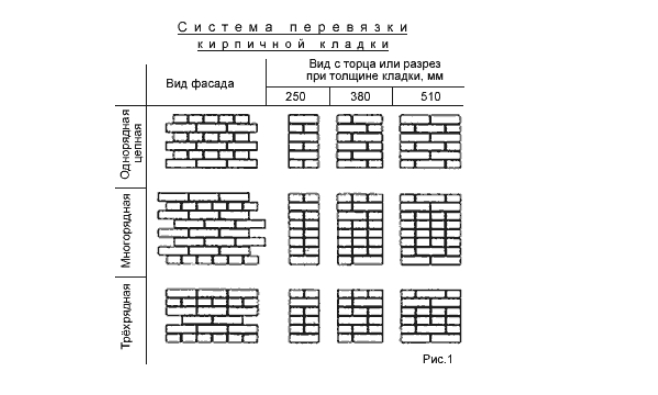 Система перевязки
кирпичной кладки
Вид фасада
Вид с торца или разрез
при толщине кладки, мм
250 380 510
Однорядная
цепная
Многорядная
Трёхрядная
Рис.1